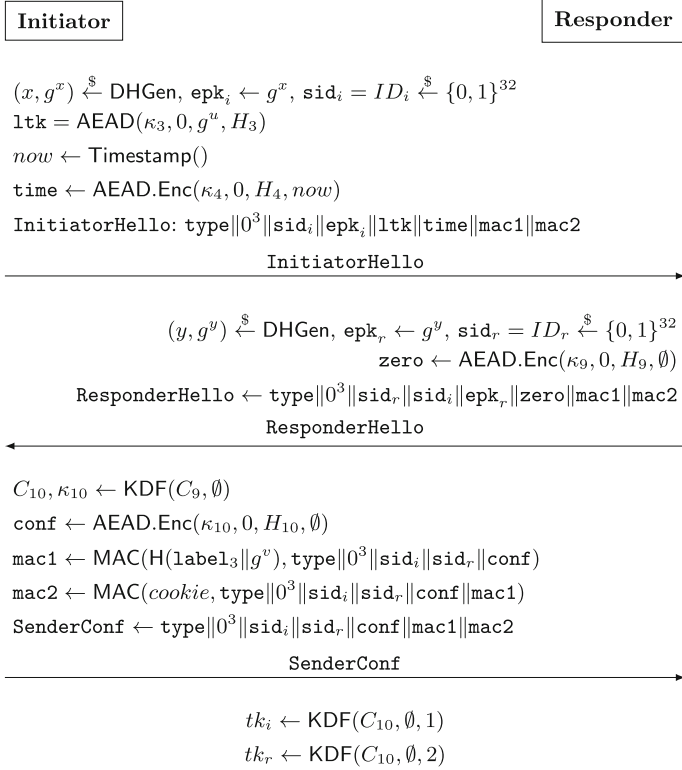 Initiator
Responder
(x, g^x) ←$ DHGen, epk_i ← g^x, sid_i = ID_i ←$ {0, 1}^32
ltk = AEAD(κ_3, 0, g^u, H_3)
now ← Timestamp()
time ← AEAD.Enc(κ_4, 0, H_4, now)
InitiatorHello: type‖0^3‖sid_i‖epk_i‖ltk‖time‖mac1‖mac2
InitiatorHello
(y, g^y) ←$ DHGen, epk_r ← g^y, sid_r = ID_r ←$ {0, 1}^32
zero ← AEAD.Enc(κ_9, 0, H_9, ∅)
ResponderHello ← type‖0^3‖sid_r‖sid_i‖epk_r‖zero‖mac1‖mac2
ResponderHello
C_10, κ_10 ← KDF(C_9, ∅)
conf ← AEAD.Enc(κ_10, 0, H_10, ∅)
mac1 ← MAC(H(label_3‖g^v), type‖0^3‖sid_i‖sid_r‖conf)
mac2 ← MAC(cookie, type‖0^3‖sid_i‖sid_r‖conf‖mac1)
SenderConf ← type‖0^3‖sid_i‖sid_r‖conf‖mac1‖mac2
SenderConf
tk_i ← KDF(C_10, ∅, 1)
tk_r ← KDF(C_10, ∅, 2)